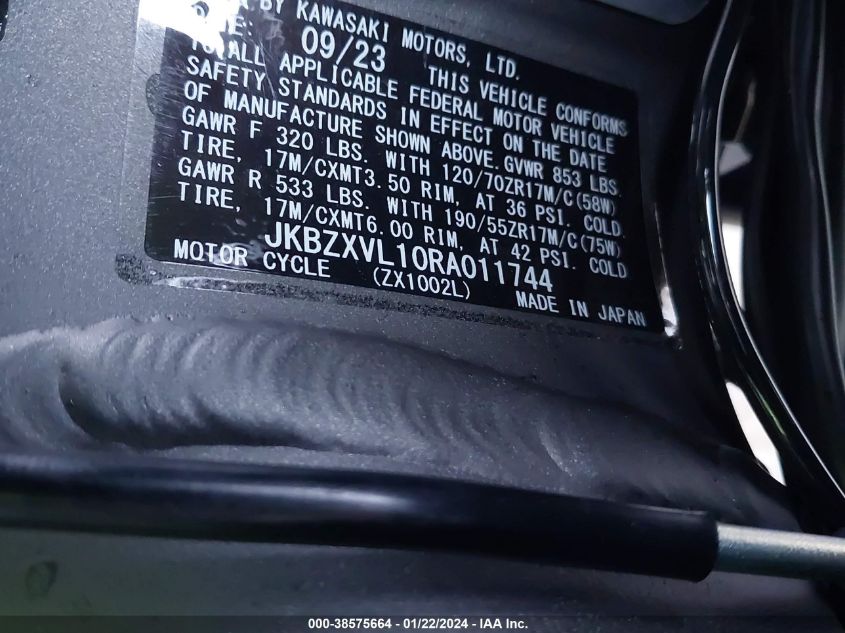 BY KAWASAKI MOTORS, LTD.
09/23 THIS VEHICLE CONFORMS
TO ALL APPLICABLE FEDERAL MOTOR VEHICLE
SAFETY STANDARDS IN EFFECT ON THE DATE
OF MANUFACTURE SHOWN ABOVE. GVWR 853 LBS.
GAWR F 320 LBS. WITH 120/70ZR17M/C(58W)
TIRE, 17M/CXMT3.50 RIM, AT 36 PSI. COLD.
GAWR R 533 LBS. WITH 190/55ZR17M/C(75W)
TIRE, 17M/CXMT6.00 RIM, AT 42 PSI. COLD
JKBZXVL10RA011744
MOTOR CYCLE (ZX1002L) MADE IN JAPAN
000-38575664 - 01/22/2024 - IAA Inc.